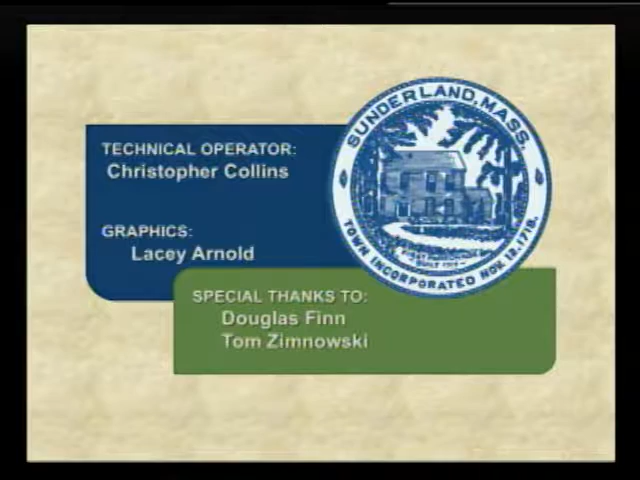 TECHNICAL OPERATOR:
Christopher Collins
GRAPHICS:
Lacey Arnold
SPECIAL THANKS TO:
Douglas Finn
Tom Zimnowski
SUNDERLAND, MASS.
TOWN INCORPORATED NOV. 12, 1718.